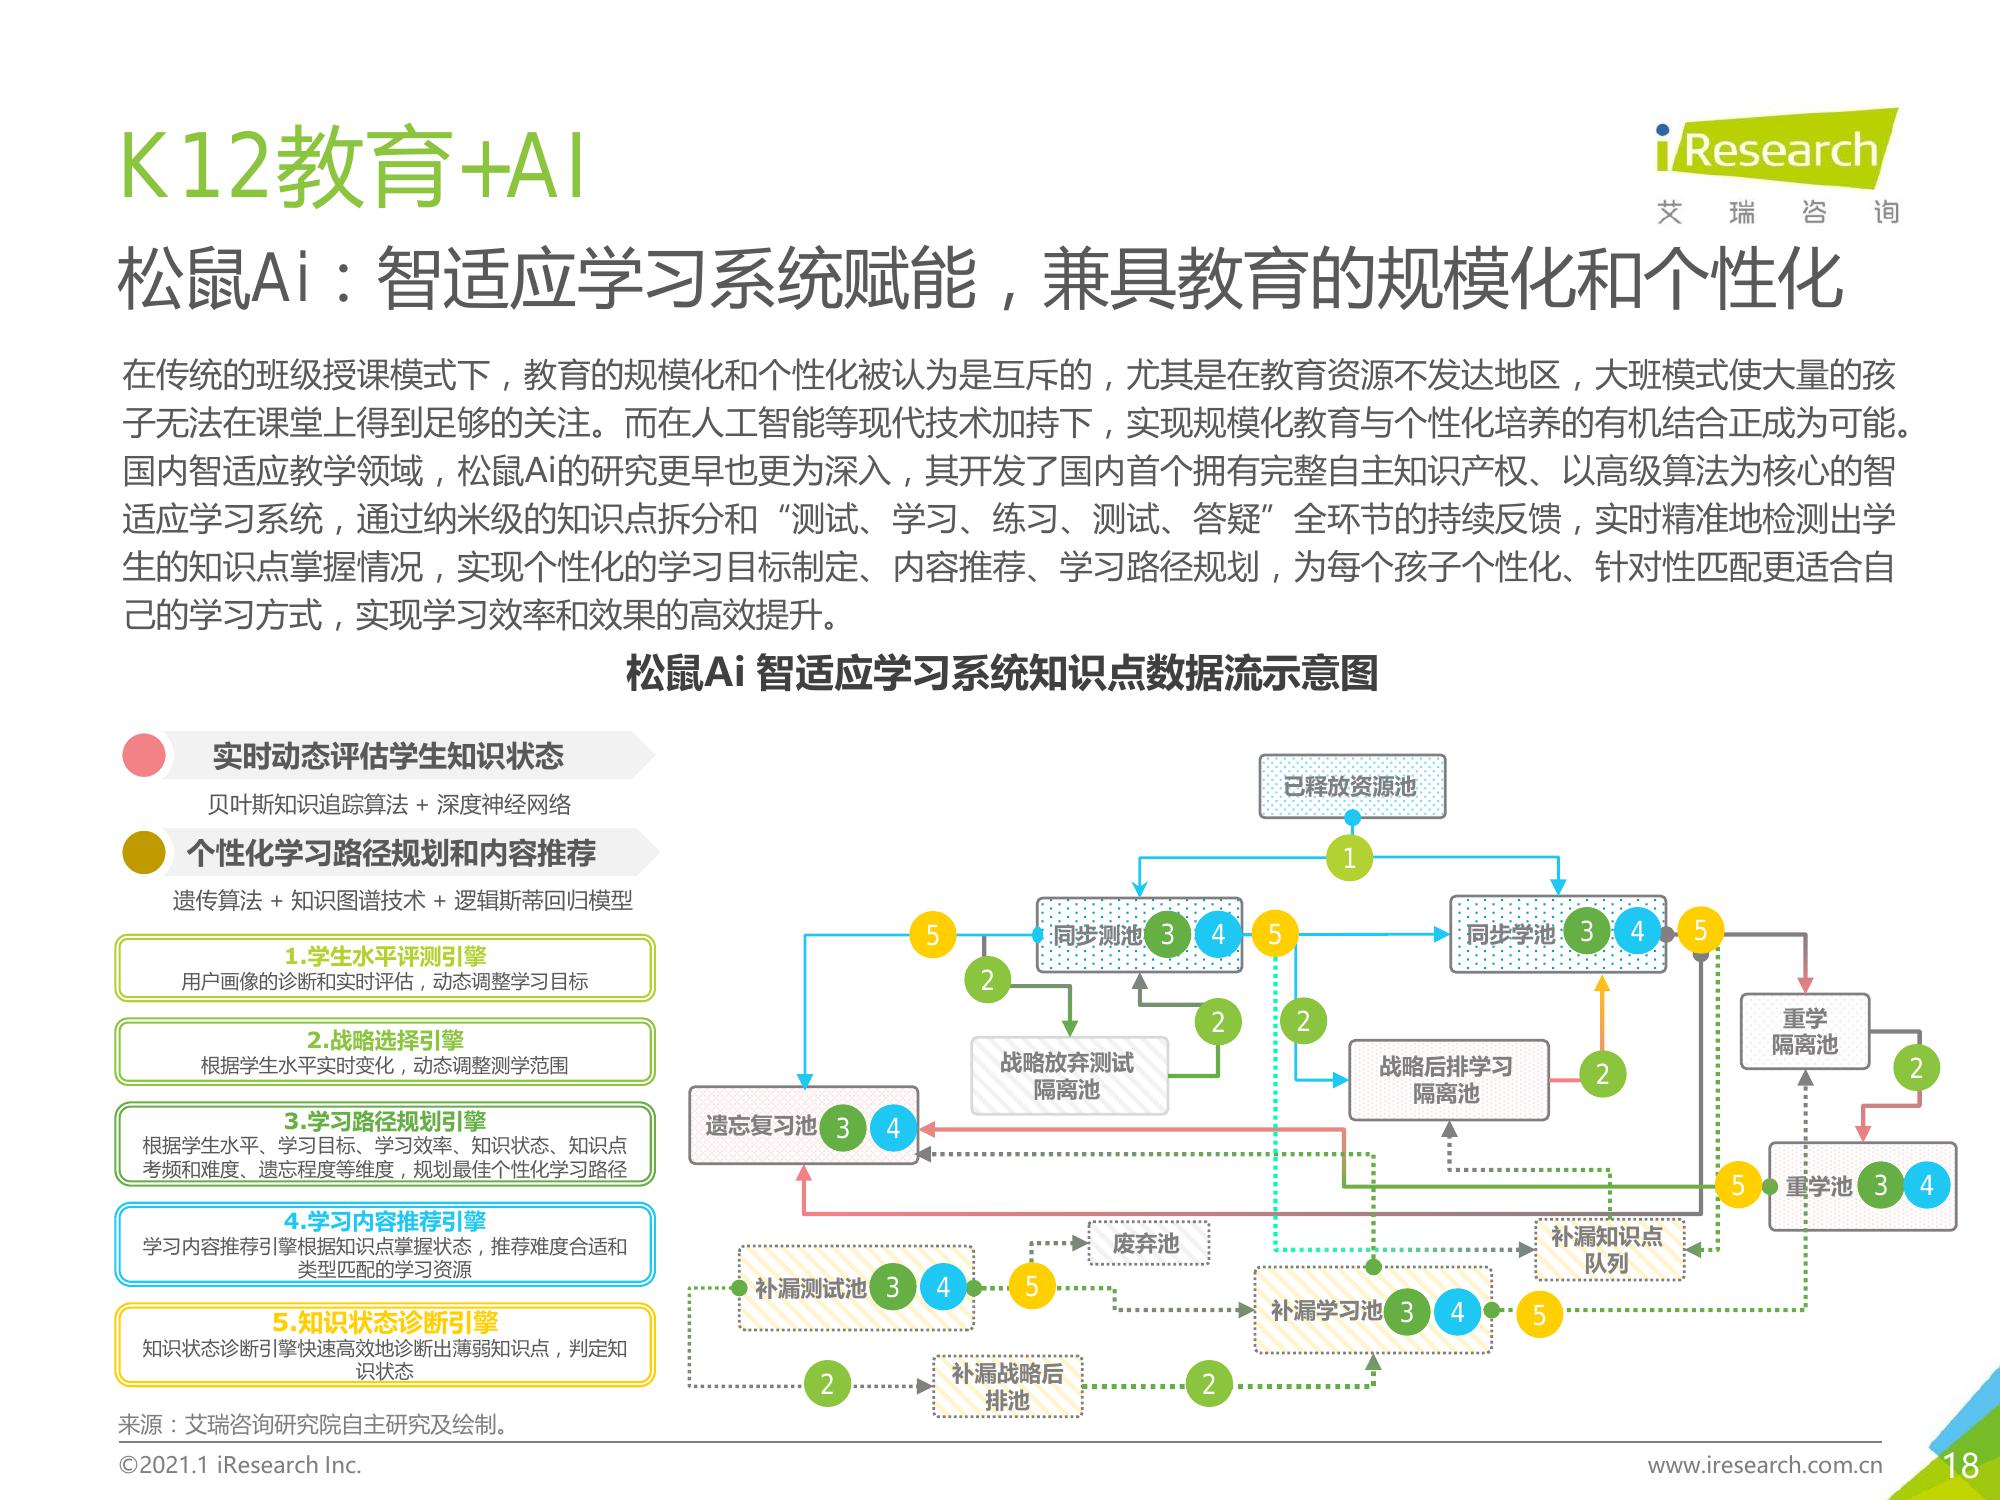 K12教育+AI
iResearch
艾瑞咨询
松鼠Ai：智适应学习系统赋能，兼具教育的规模化和个性化
在传统的班级授课模式下，教育的规模化和个性化被认为是互斥的，尤其是在教育资源不发达地区，大班模式使大量的孩
子无法在课堂上得到足够的关注。而在人工智能等现代技术加持下，实现规模化教育与个性化培养的有机结合正成为可能。
国内智适应教学领域，松鼠Ai的研究更早也更为深入，其开发了国内首个拥有完整自主知识产权、以高级算法为核心的智
适应学习系统，通过纳米级的知识点拆分和“测试、学习、练习、测试、答疑”全环节的持续反馈，实时精准地检测出学
生的知识点掌握情况，实现个性化的学习目标制定、内容推荐、学习路径规划，为每个孩子个性化、针对性匹配更适合自
己的学习方式，实现学习效率和效果的高效提升。
松鼠Ai 智适应学习系统知识点数据流示意图
实时动态评估学生知识状态
贝叶斯知识追踪算法 + 深度神经网络
个性化学习路径规划和内容推荐
遗传算法 + 知识图谱技术 + 逻辑斯蒂回归模型
1.学生水平评测引擎
用户画像的诊断和实时评估，动态调整学习目标
2.战略选择引擎
根据学生水平实时变化，动态调整测学范围
3.学习路径规划引擎
根据学生水平、学习目标、学习效率、知识状态、知识点
考频和难度、遗忘程度等维度，规划最佳个性化学习路径
4.学习内容推荐引擎
学习内容推荐引擎根据知识点掌握状态，推荐难度合适和
类型匹配的学习资源
5.知识状态诊断引擎
知识状态诊断引擎快速高效地诊断出薄弱知识点，判定知
识状态
已释放资源池
1
5
同步测池 3 4
5
同步学池 3 4
5
2
2
2
战略放弃测试
隔离池
战略后排学习
隔离池
2
重学
隔离池
2
遗忘复习池 3 4
5
重学池 3 4
废弃池
补漏知识点
队列
补漏测试池 3 4
5
补漏学习池 3 4
5
2
补漏战略后
排池
2
来源：艾瑞咨询研究院自主研究及绘制。
©2021.1 iResearch Inc.
www.iresearch.com.cn
18